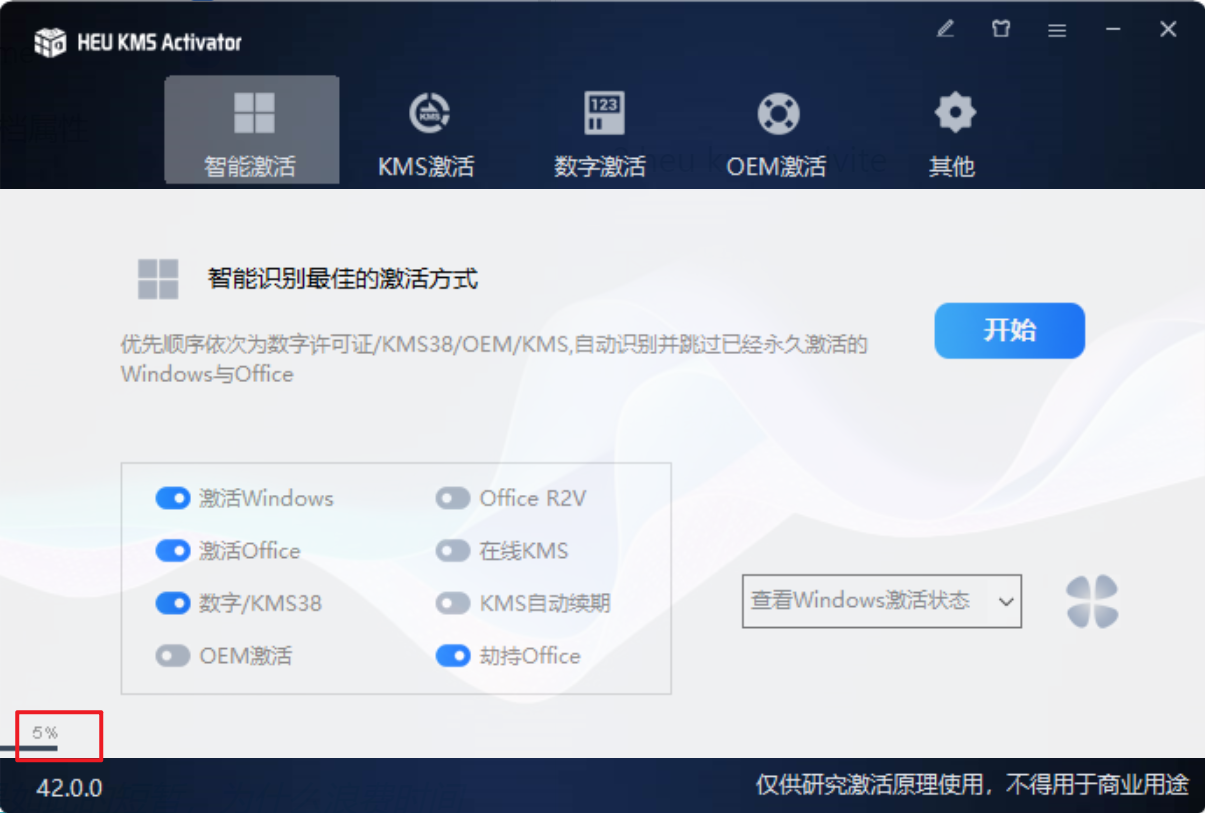 HEU KMS Activator
智能激活
KMS激活
数字激活
OEM激活
其他
智能识别最佳的激活方式
优先顺序依次为数字许可证/KMS38/OEM/KMS,自动识别并跳过已经永久激活的
Windows与Office
开始
激活Windows
Office R2V
激活Office
在线KMS
数字/KMS38
KMS自动续期
OEM激活
劫持Office
查看Windows激活状态
5%
42.0.0
仅供研究激活原理使用，不得用于商业用途